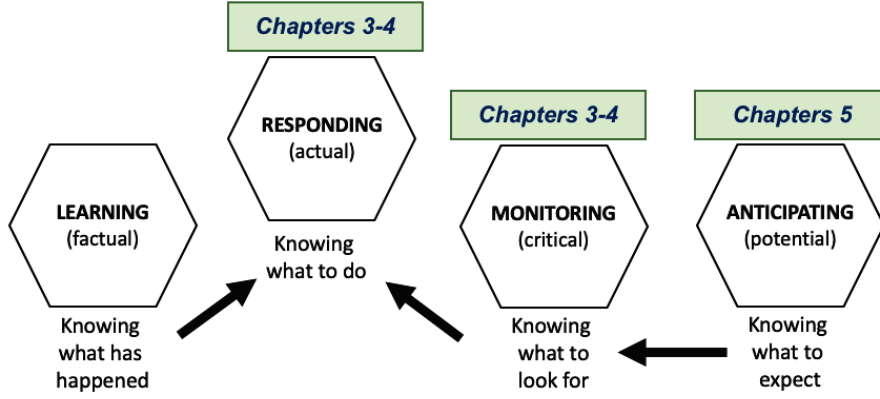 Chapters 3-4
RESPONDING
(actual)
Knowing
what to do
Chapters 3-4
MONITORING
(critical)
Knowing
what to
look for
Chapters 5
ANTICIPATING
(potential)
Knowing
what to
expect
LEARNING
(factual)
Knowing
what has
happened